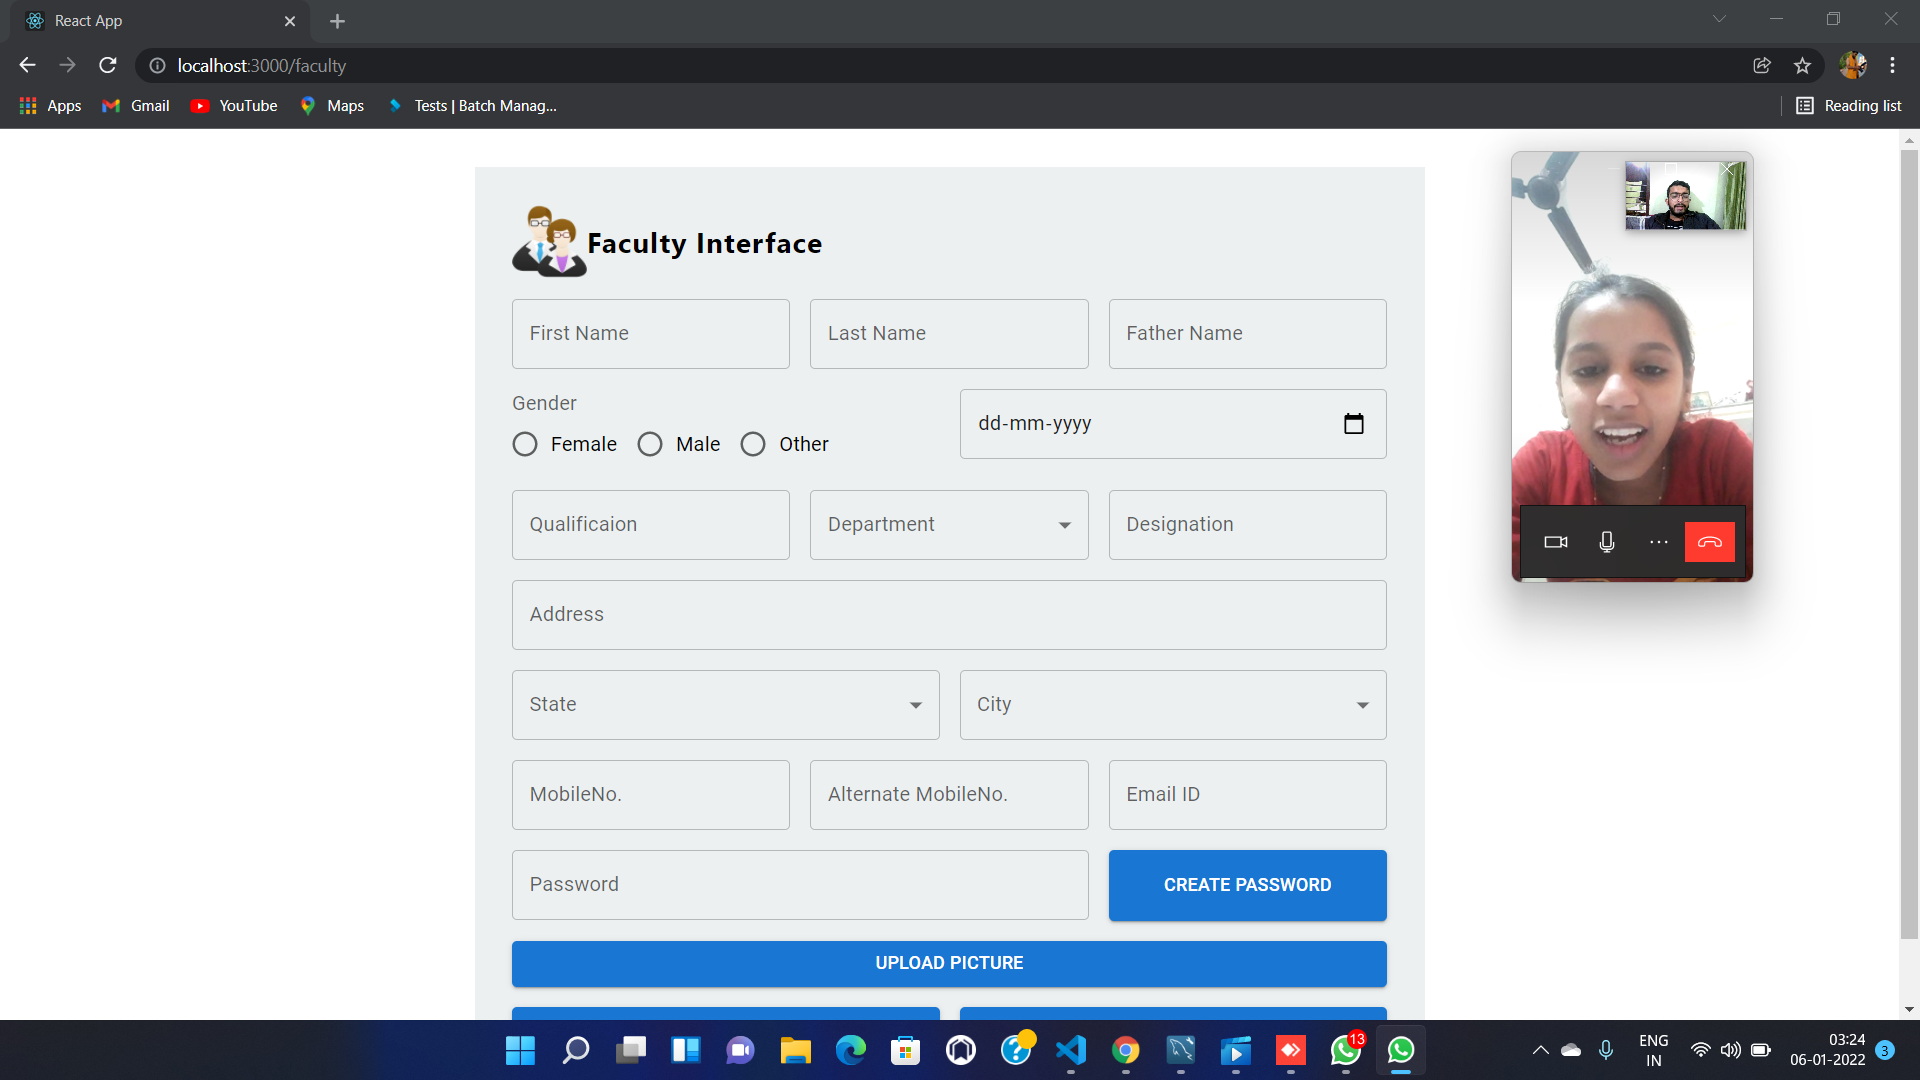 React App
localhost:3000/faculty
Apps Gmail YouTube Maps Tests | Batch Manag... Reading list
Faculty Interface
First Name Last Name Father Name
Gender
Female Male Other dd-mm-yyyy
Qualificaion Department Designation
Address
State City
MobileNo. Alternate MobileNo. Email ID
Password CREATE PASSWORD
UPLOAD PICTURE
13
ENG 03:24
IN 06-01-2022 3